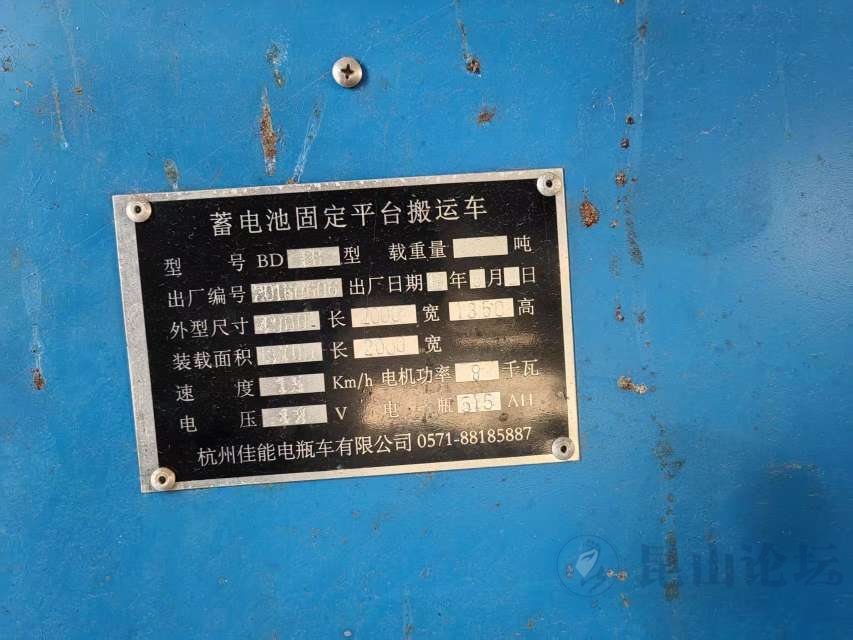 蓄电池固定平台搬运车
型 号 BD 型 载重量 吨
出厂编号 出厂日期 年 月 日
外型尺寸 长 2000 宽 1350 高
装载面积 长 2000 宽
速 度 Km/h 电机功率 8 千瓦
电 压 V 电 瓶 515 AH
杭州佳能电瓶车有限公司 0571-88185887
昆山论坛